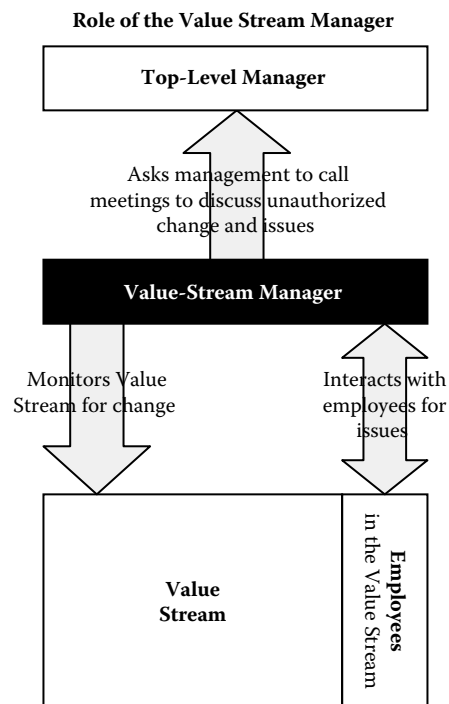 Role of the Value Stream Manager
Top-Level Manager
Asks management to call
meetings to discuss unauthorized
change and issues
Value-Stream Manager
Monitors Value
Stream for change
Interacts with
employees for
issues
Value
Stream
Employees
in the Value Stream